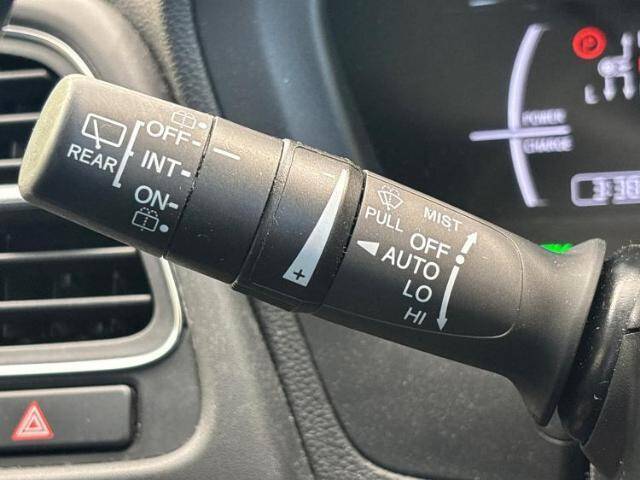 REAR
OFF
INT
ON
-
+
PULL
MIST
OFF
AUTO
LO
HI
POWER
CHARGE
P
L